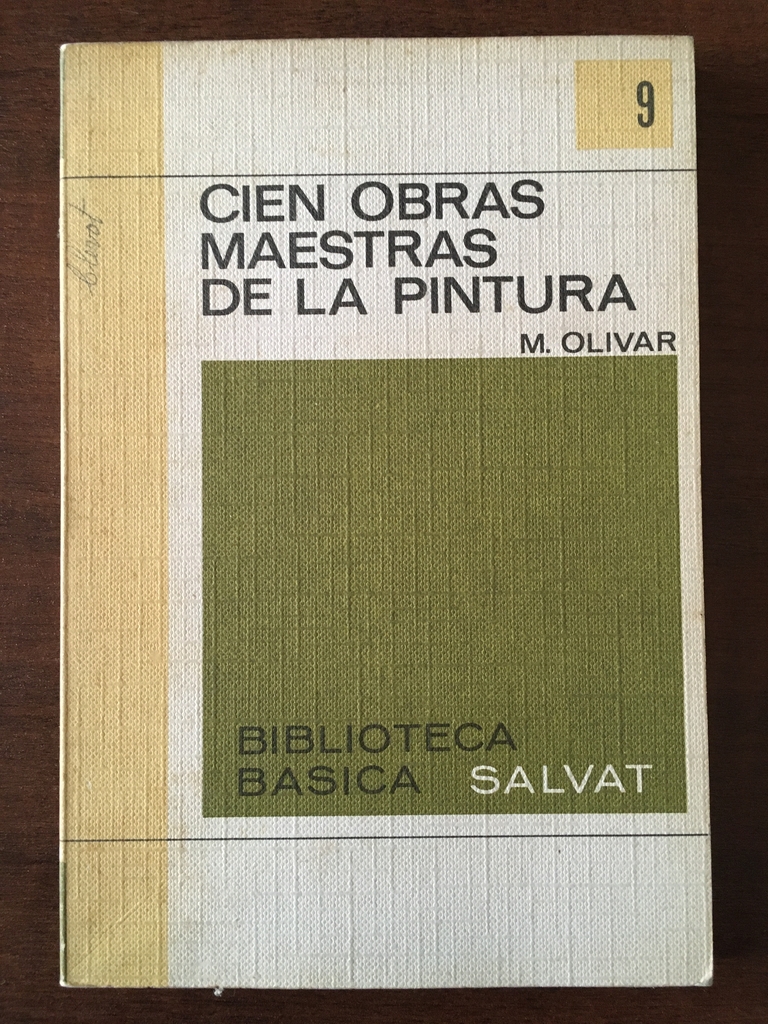 9
CIEN OBRAS
MAESTRAS
DE LA PINTURA
M. OLIVAR
BIBLIOTECA
BASICA SALVAT